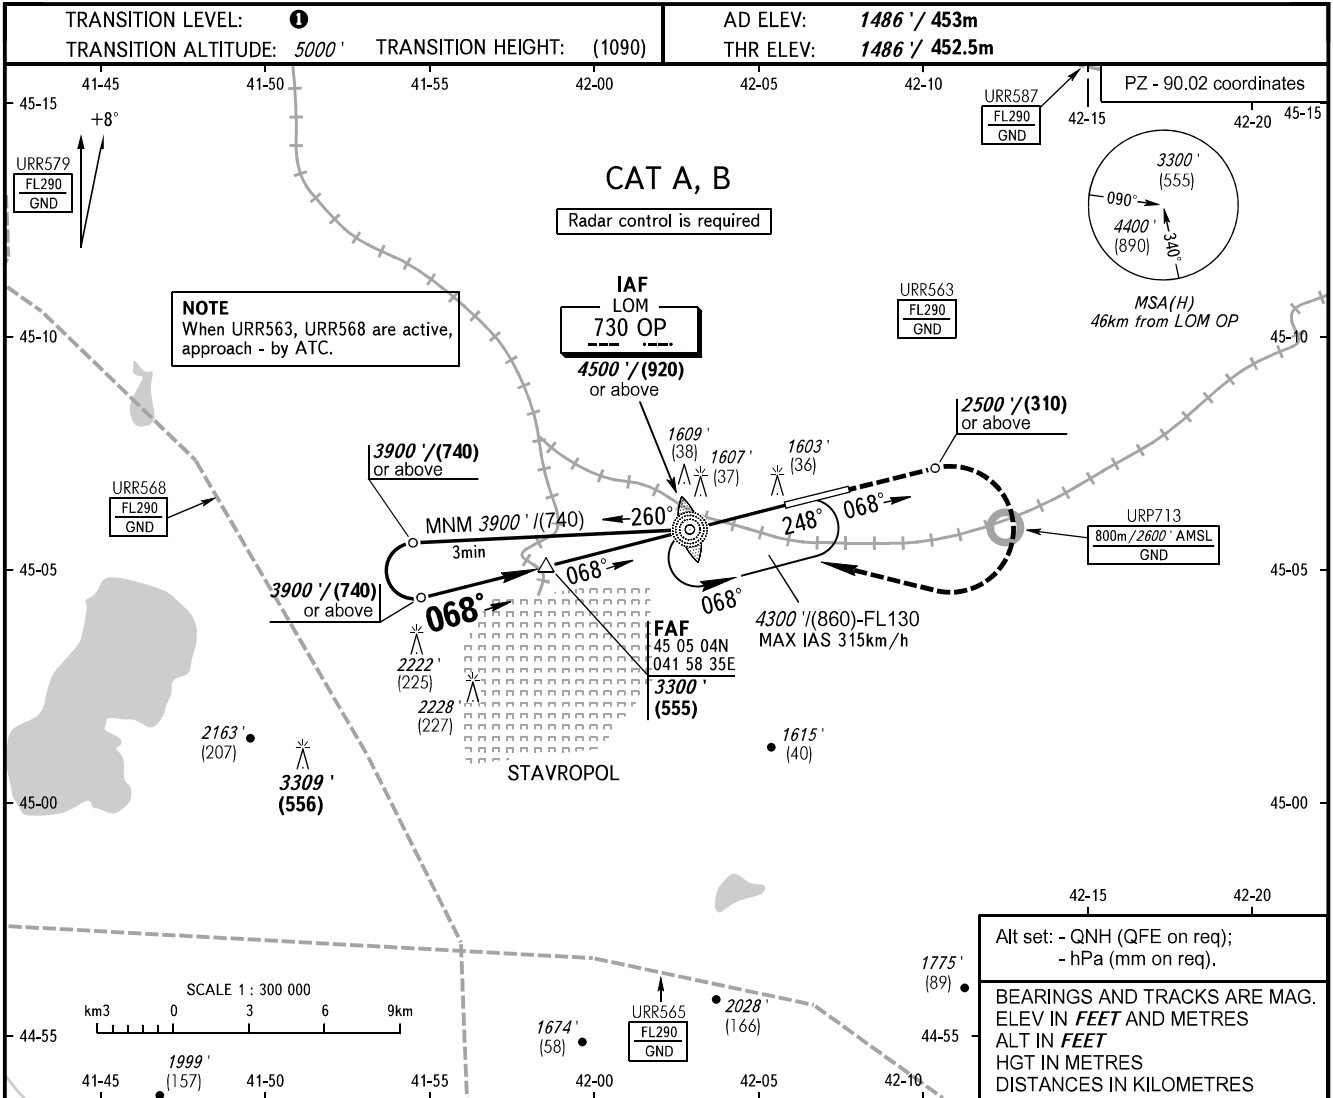 TRANSITION LEVEL: 1
TRANSITION ALTITUDE: 5000 ' TRANSITION HEIGHT: (1090)
AD ELEV: 1486 '/ 453m
THR ELEV: 1486 '/ 452.5m
41-45 41-50 41-55 42-00 42-05 42-10
PZ - 90.02 coordinates
45-15
42-15 42-20 45-15
+8°
URR579
FL290
GND
URR587
FL290
GND
CAT A, B
Radar control is required
3300 '
(555)
090°
4400 '
(890)
340°
MSA(H)
46km from LOM OP
NOTE
When URR563, URR568 are active,
approach - by ATC.
IAF
LOM
730 OP
4500 '/(920)
or above
URR563
FL290
GND
45-10 45-10
3900 '/(740)
or above
2500 '/(310)
or above
1609 '
(38)
1607 '
(37)
1603 '
(36)
URR568
FL290
GND
MNM 3900 '/(740)
260°
3min
248°
068°
URP713
800m/2600 ' AMSL
GND
45-05 45-05
3900 '/(740)
or above
068°
068°
068°
4300 '/(860)-FL130
MAX IAS 315km/h
FAF
45 05 04N
041 58 35E
3300 '
(555)
2222 '
(225)
2228 '
(227)
2163 '
(207)
3309 '
(556)
STAVROPOL
1615 '
(40)
45-00 45-00
42-15 42-20
Alt set: - QNH (QFE on req);
- hPa (mm on req).
BEARINGS AND TRACKS ARE MAG.
ELEV IN FEET AND METRES
ALT IN FEET
HGT IN METRES
DISTANCES IN KILOMETRES
1775 '
(89)
SCALE 1 : 300 000
km3 0 3 6 9km
URR565
FL290
GND
2028 '
(166)
1674 '
(58)
44-55 44-55
1999 '
(157)
41-45 41-50 41-55 42-00 42-05 42-10